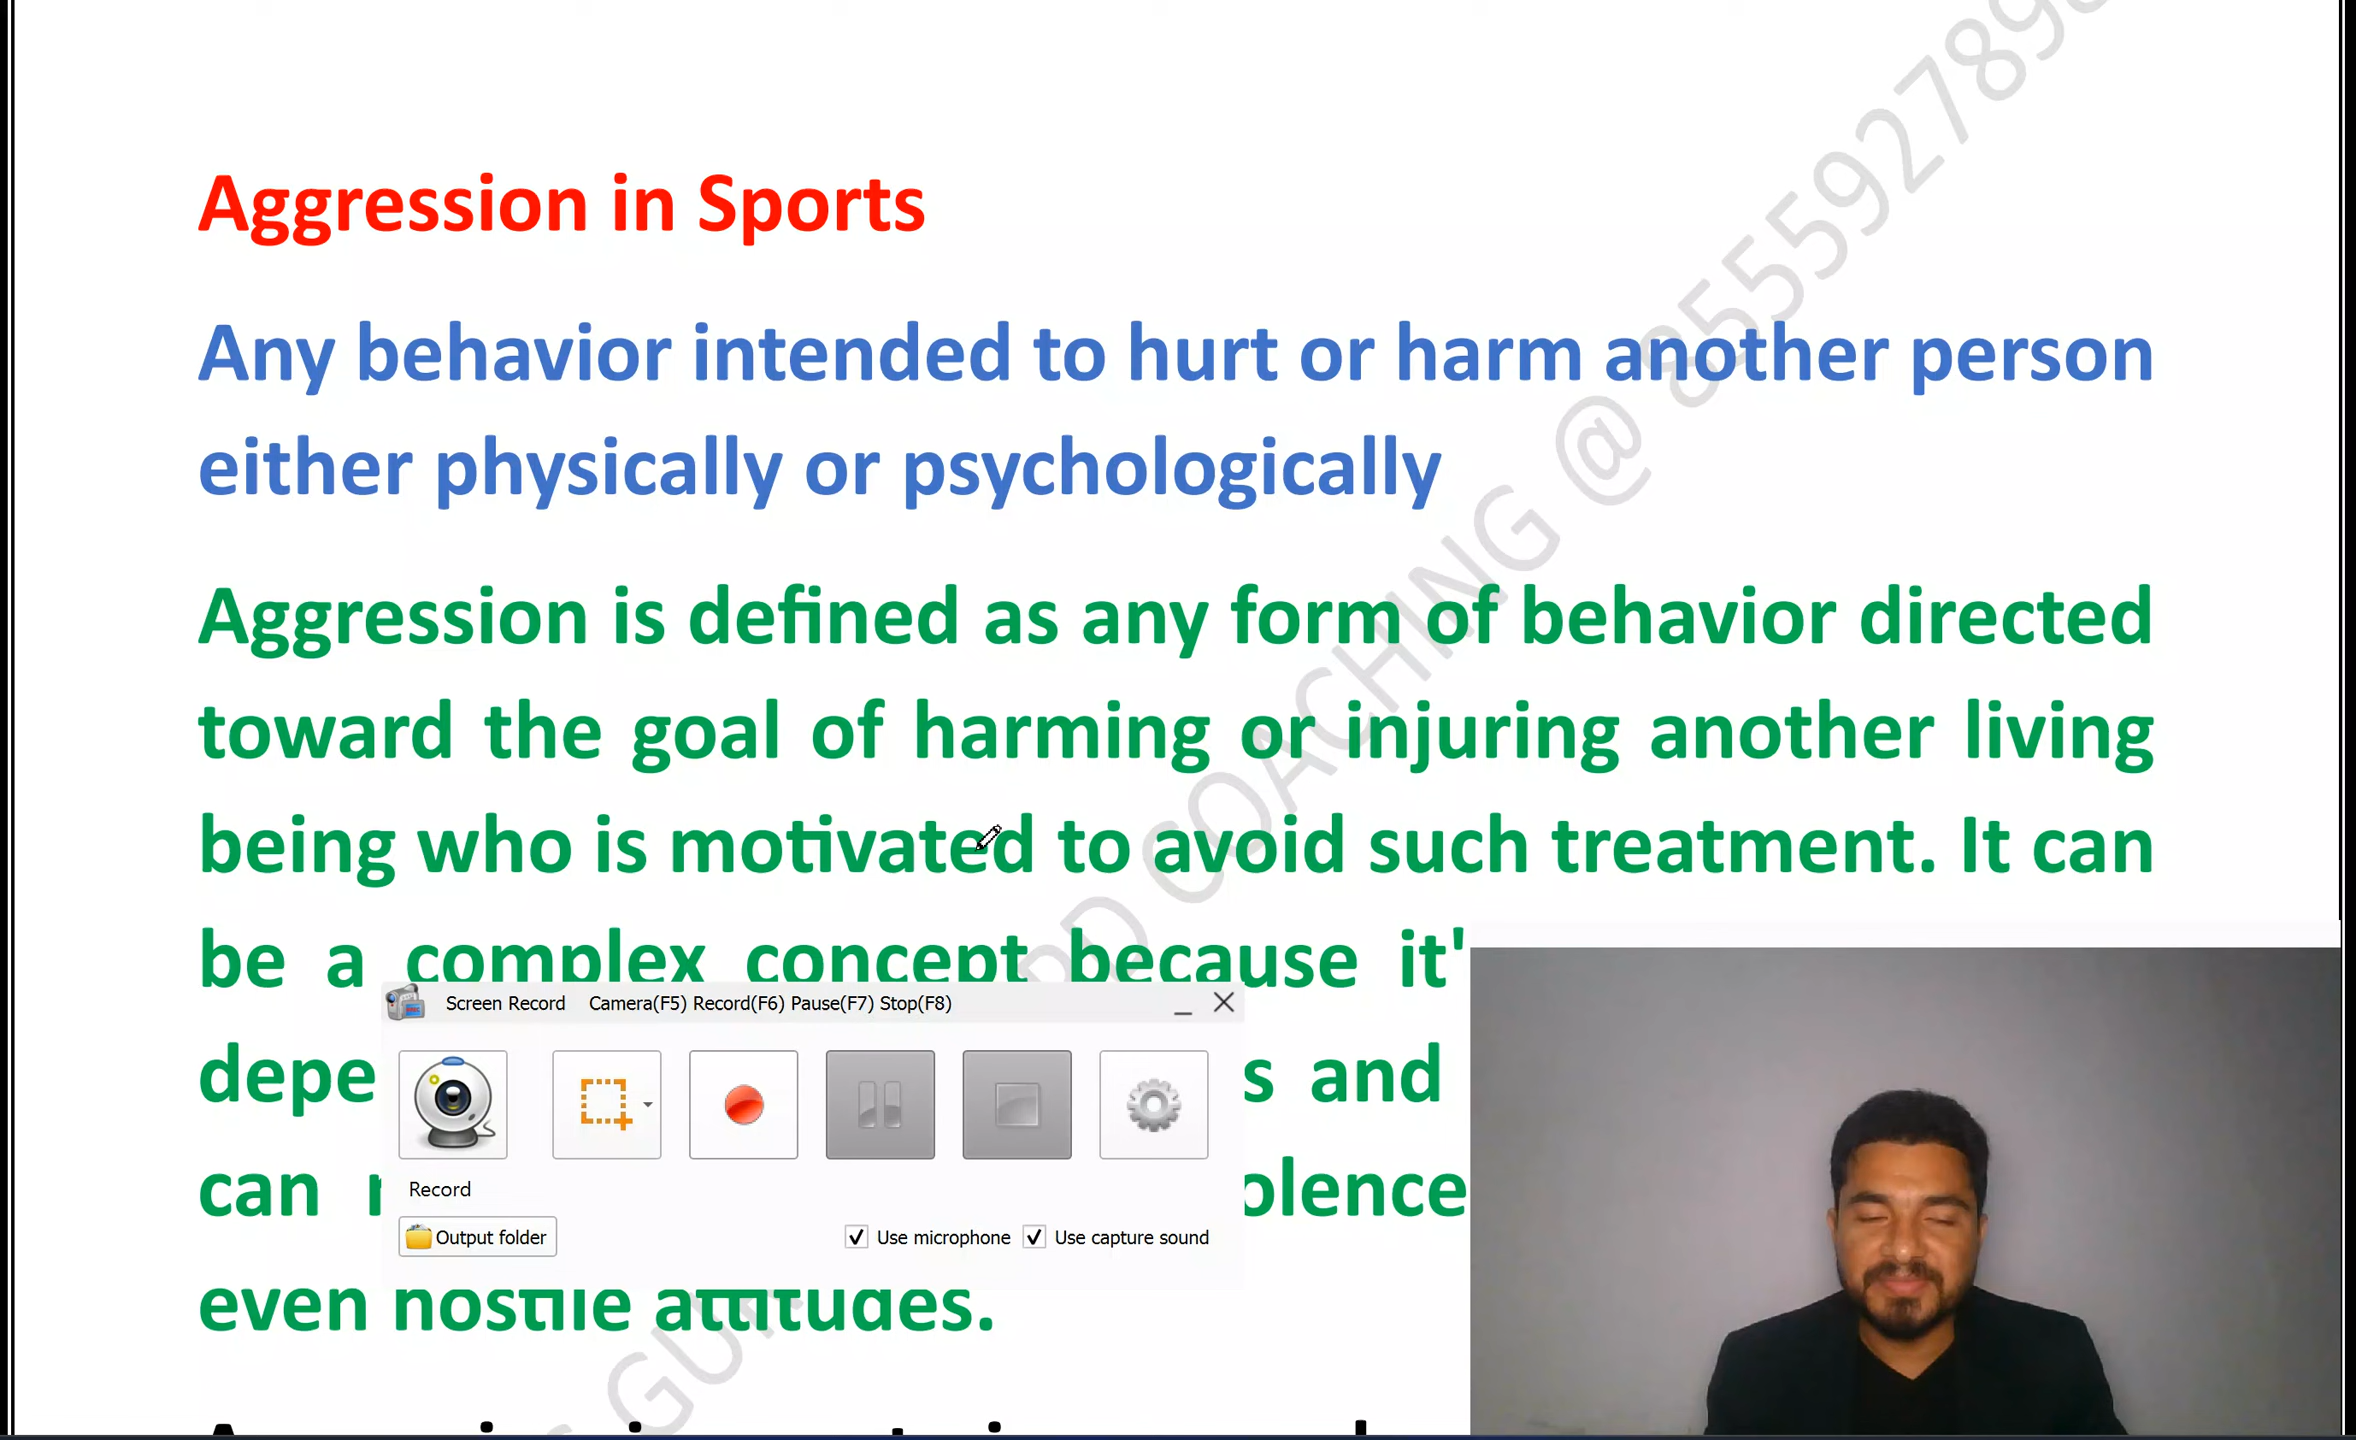 Aggression in Sports
Any behavior intended to hurt or harm another person
either physically or psychologically
Aggression is defined as any form of behavior directed
toward the goal of harming or injuring another living
being who is motivated to avoid such treatment. It can
be a complex concept because it'
s and
can
even hostile attitudes.
Screen Record Camera(F5) Record(F6) Pause(F7) Stop(F8)
Record
Output folder
Use microphone Use capture sound
COACHING @ 855592789